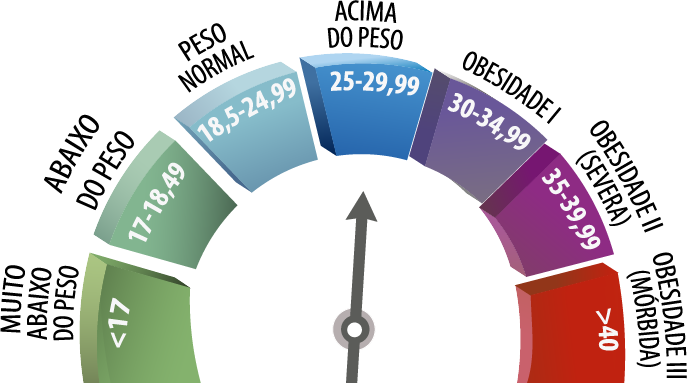 MUITO
ABAIXO
DO PESO
<17
ABAIXO
DO PESO
17-18,49
PESO
NORMAL
18,5-24,99
ACIMA
DO PESO
25-29,99
OBESIDADE I
30-34,99
OBESIDADE II
(SEVERA)
35-39,99
OBESIDADE III
(MÓRBIDA)
>40